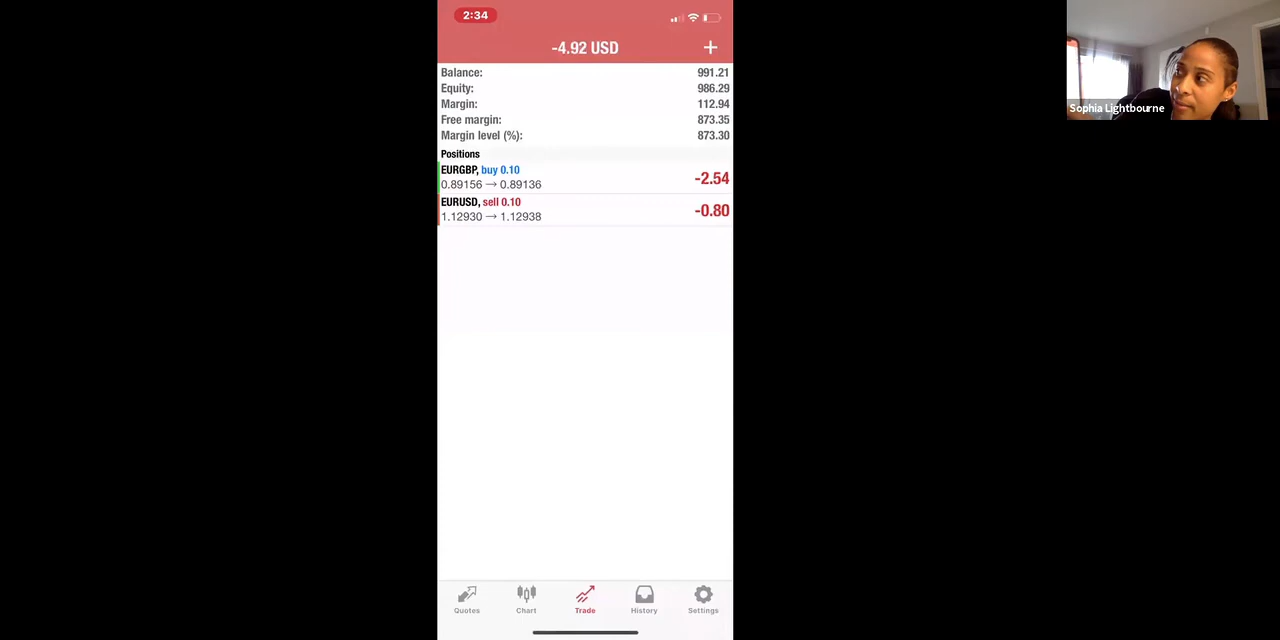 2:34
-4.92 USD +
Balance: 991.21
Equity: 986.29
Margin: 112.94
Free margin: 873.35
Margin level (%): 873.30
Positions
EURGBP, buy 0.10 -2.54
0.89156 → 0.89136
EURUSD, sell 0.10 -0.80
1.12930 → 1.12938
Quotes Chart Trade History Settings
Sophia Lightbourne